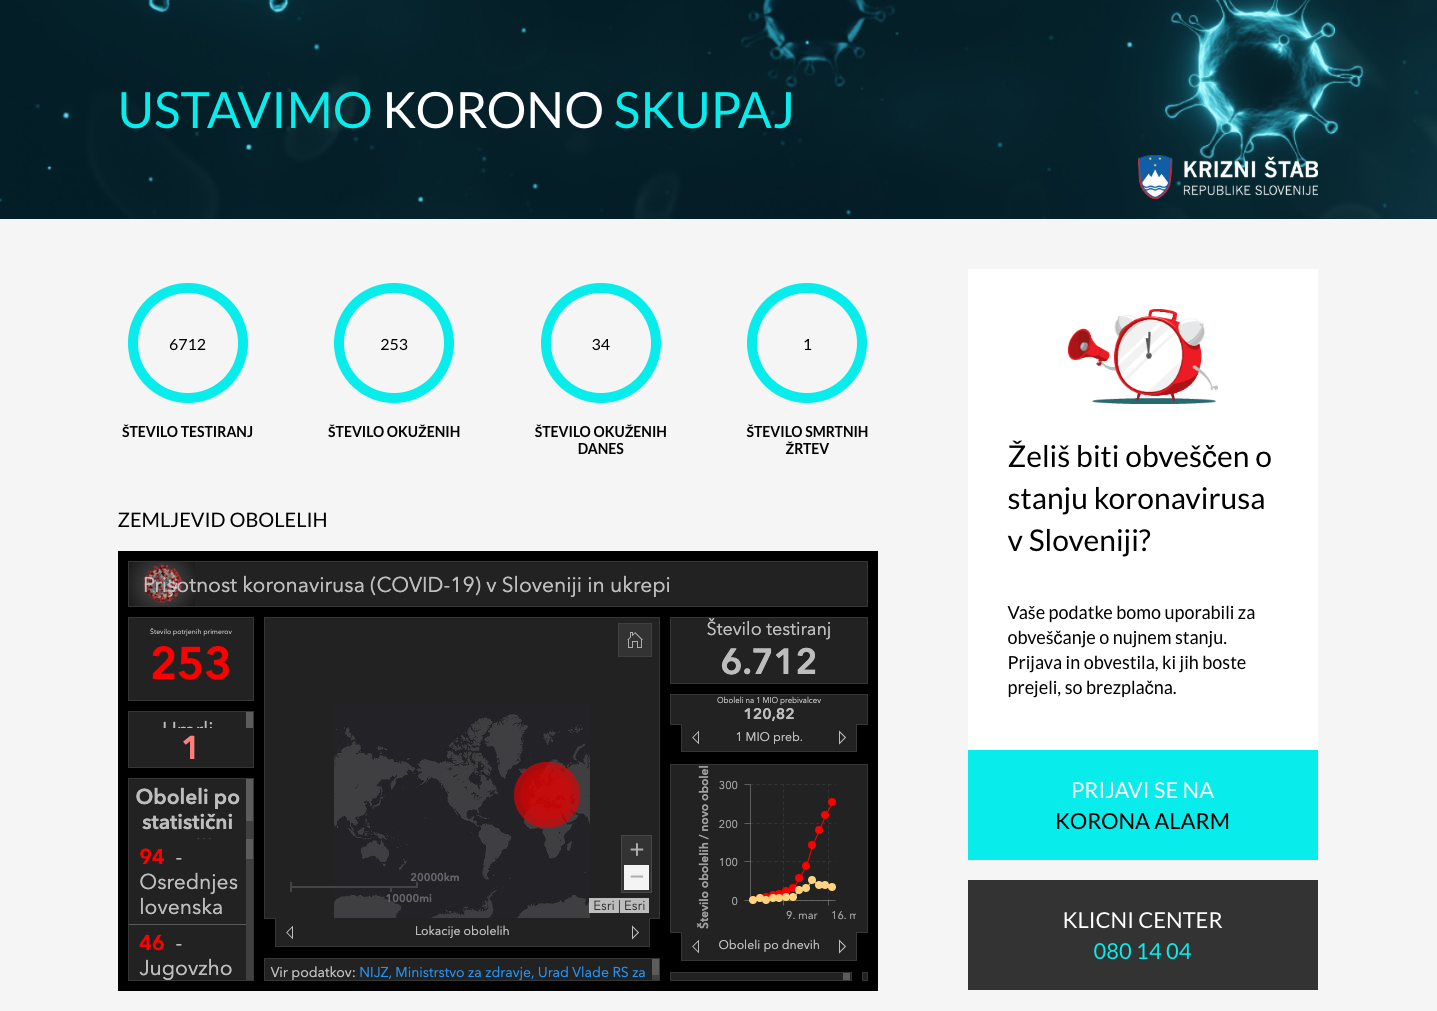 USTAVIMO KORONO SKUPAJ
KRIZNI ŠTAB
REPUBLIKE SLOVENIJE
6712
ŠTEVILO TESTIRANJ
253
ŠTEVILO OKUŽENIH
34
ŠTEVILO OKUŽENIH
DANES
1
ŠTEVILO SMRTNIH
ŽRTEV
ZEMLJEVID OBOLELIH
Prisotnost koronavirusa (COVID-19) v Sloveniji in ukrepi
Število potrjenih primerov
253
Umrli
1
Oboleli po
statistični
94 -
Osrednjes
lovenska
46 -
Jugovzho
20000km
10000mi
+
−
Esri | Esri
Lokacije obolelih
Vir podatkov: NIJZ, Ministrstvo za zdravje, Urad Vlade RS za
Število testiranj
6.712
Oboleli na 1 MIO prebivalcev
120,82
1 MIO preb.
Število obolelih / novo obolel
300
200
100
0
9. mar
16. m
Oboleli po dnevih
Želiš biti obveščen o
stanju koronavirusa
v Sloveniji?
Vaše podatke bomo uporabili za
obveščanje o nujnem stanju.
Prijava in obvestila, ki jih boste
prejeli, so brezplačna.
PRIJAVI SE NA
KORONA ALARM
KLICNI CENTER
080 14 04